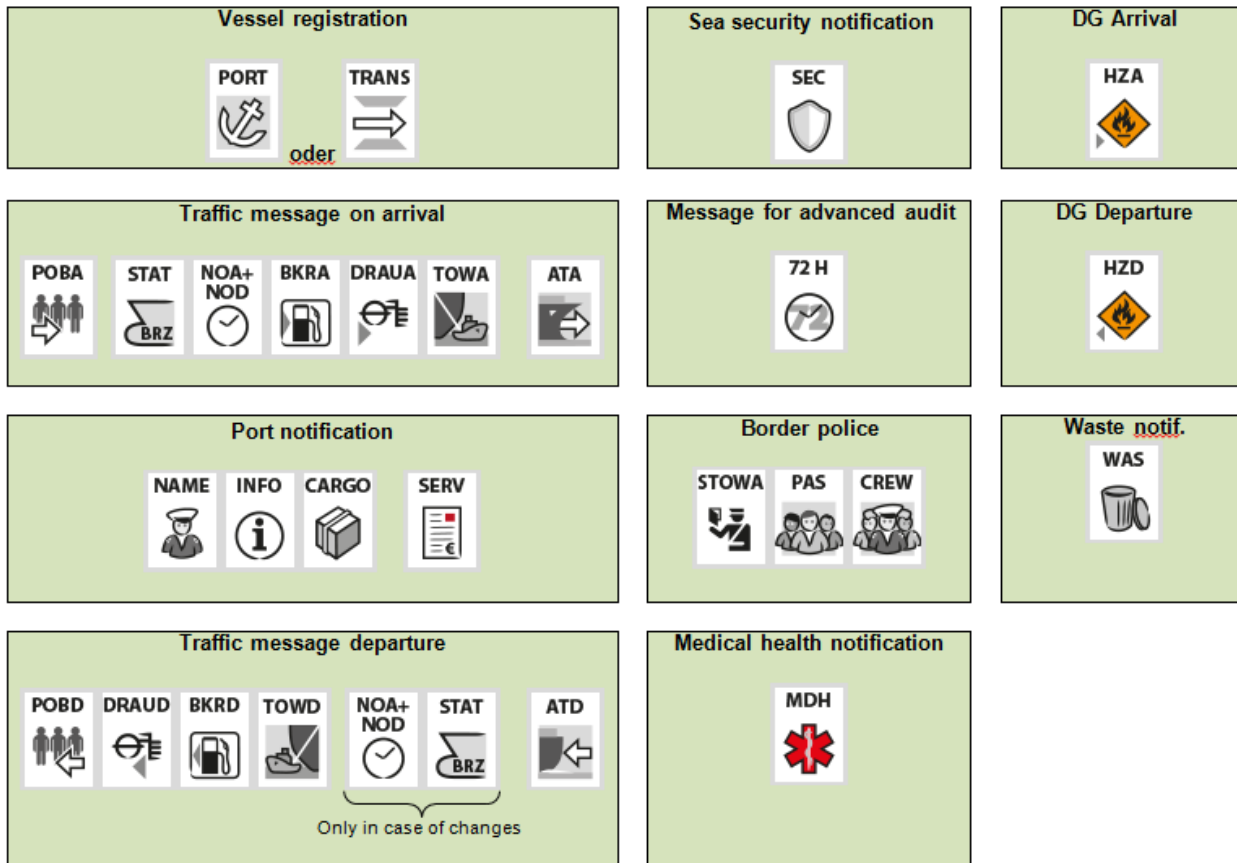 Vessel registration
PORT
TRANS
oder
Sea security notification
SEC
DG Arrival
HZA
Traffic message on arrival
POBA
STAT
BRZ
NOA+
NOD
BKRA
DRAUA
TOWA
ATA
Message for advanced audit
72 H
72
DG Departure
HZD
Port notification
NAME
INFO
i
CARGO
SERV
€
Border police
STOWA
PAS
CREW
Waste notif.
WAS
Traffic message departure
POBD
DRAUD
BKRD
TOWD
NOA+
NOD
STAT
BRZ
ATD
Only in case of changes
Medical health notification
MDH